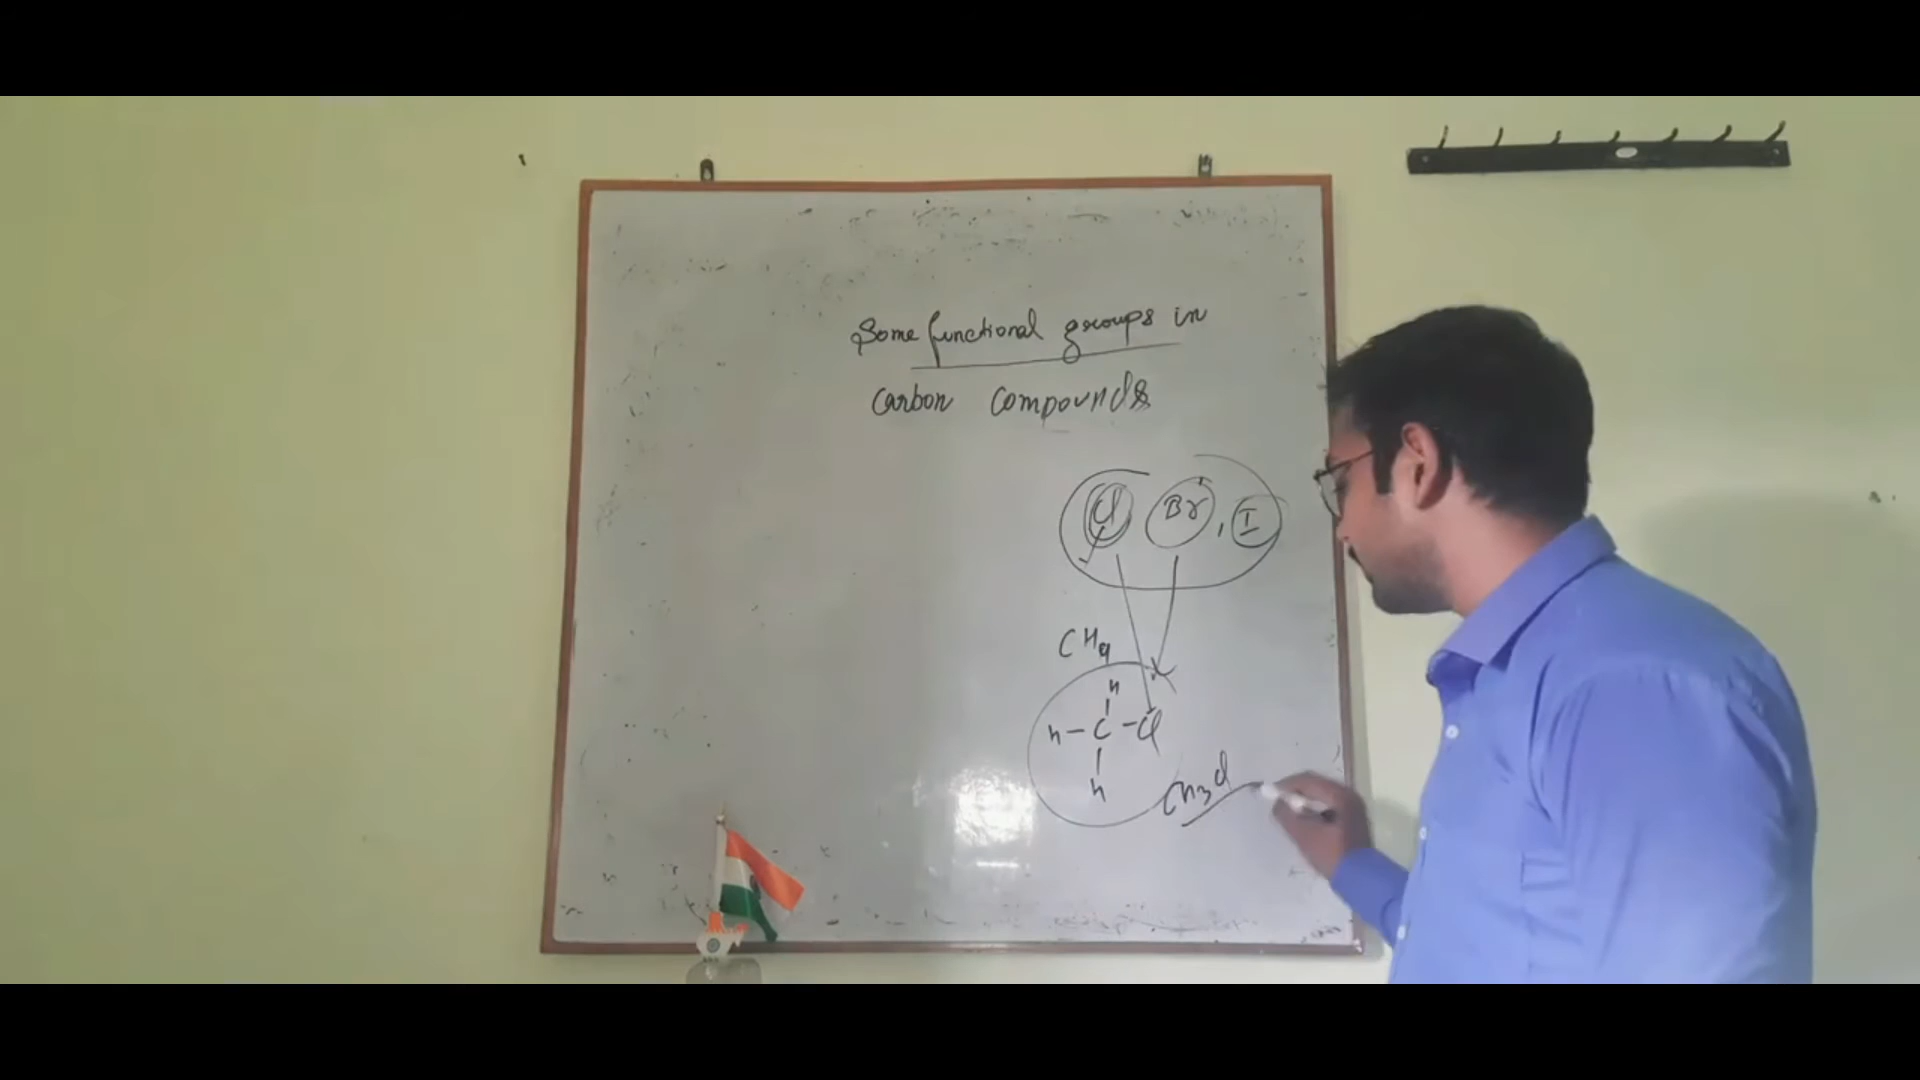 Some functional groups in
carbon compounds
Cl Br, I
CH4
H
H-C-Cl
H
CH3Cl